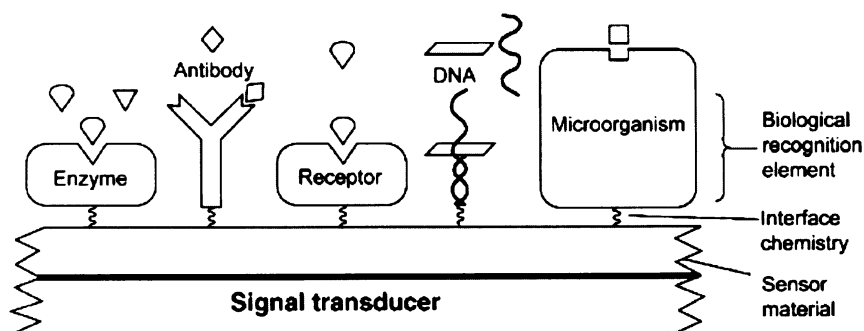 Antibody
DNA
Microorganism
Enzyme
Receptor
Biological
recognition
element
Interface
chemistry
Sensor
material
Signal transducer